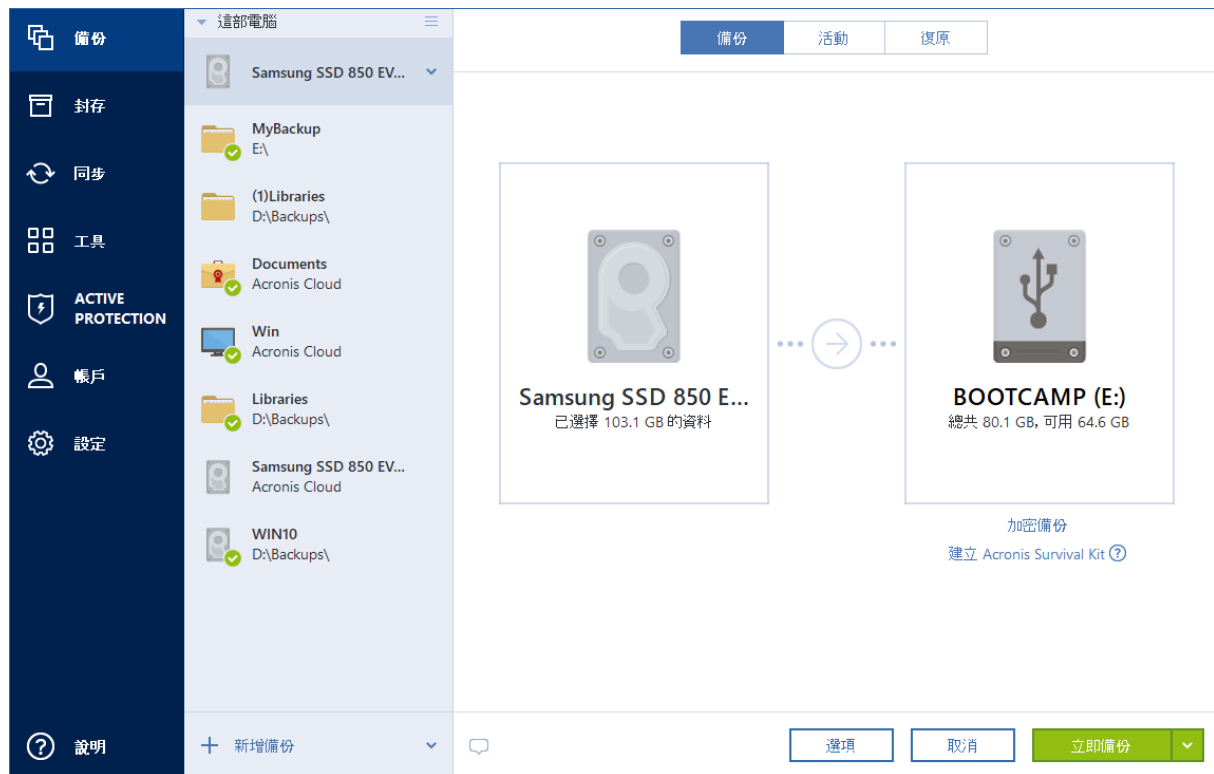 備份
封存
同步
工具
ACTIVE
PROTECTION
帳戶
設定
說明
這部電腦
Samsung SSD 850 EV...
MyBackup
E:\
(1)Libraries
D:\Backups\
Documents
Acronis Cloud
Win
Acronis Cloud
Libraries
D:\Backups\
Samsung SSD 850 EV...
Acronis Cloud
WIN10
D:\Backups\
新增備份
備份
活動
復原
Samsung SSD 850 E...
已選擇 103.1 GB 的資料
BOOTCAMP (E:)
總共 80.1 GB, 可用 64.6 GB
加密備份
建立 Acronis Survival Kit ?
選項
取消
立即備份